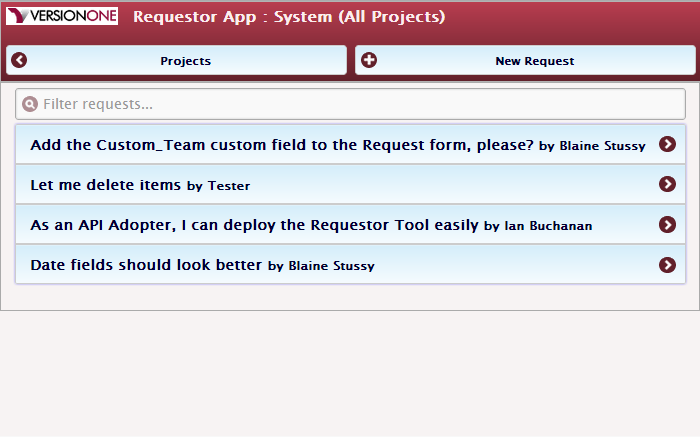 VERSIONONE Requestor App : System (All Projects)
Projects New Request
Filter requests...
Add the Custom_Team custom field to the Request form, please? by Blaine Stussy
Let me delete items by Tester
As an API Adopter, I can deploy the Requestor Tool easily by Ian Buchanan
Date fields should look better by Blaine Stussy